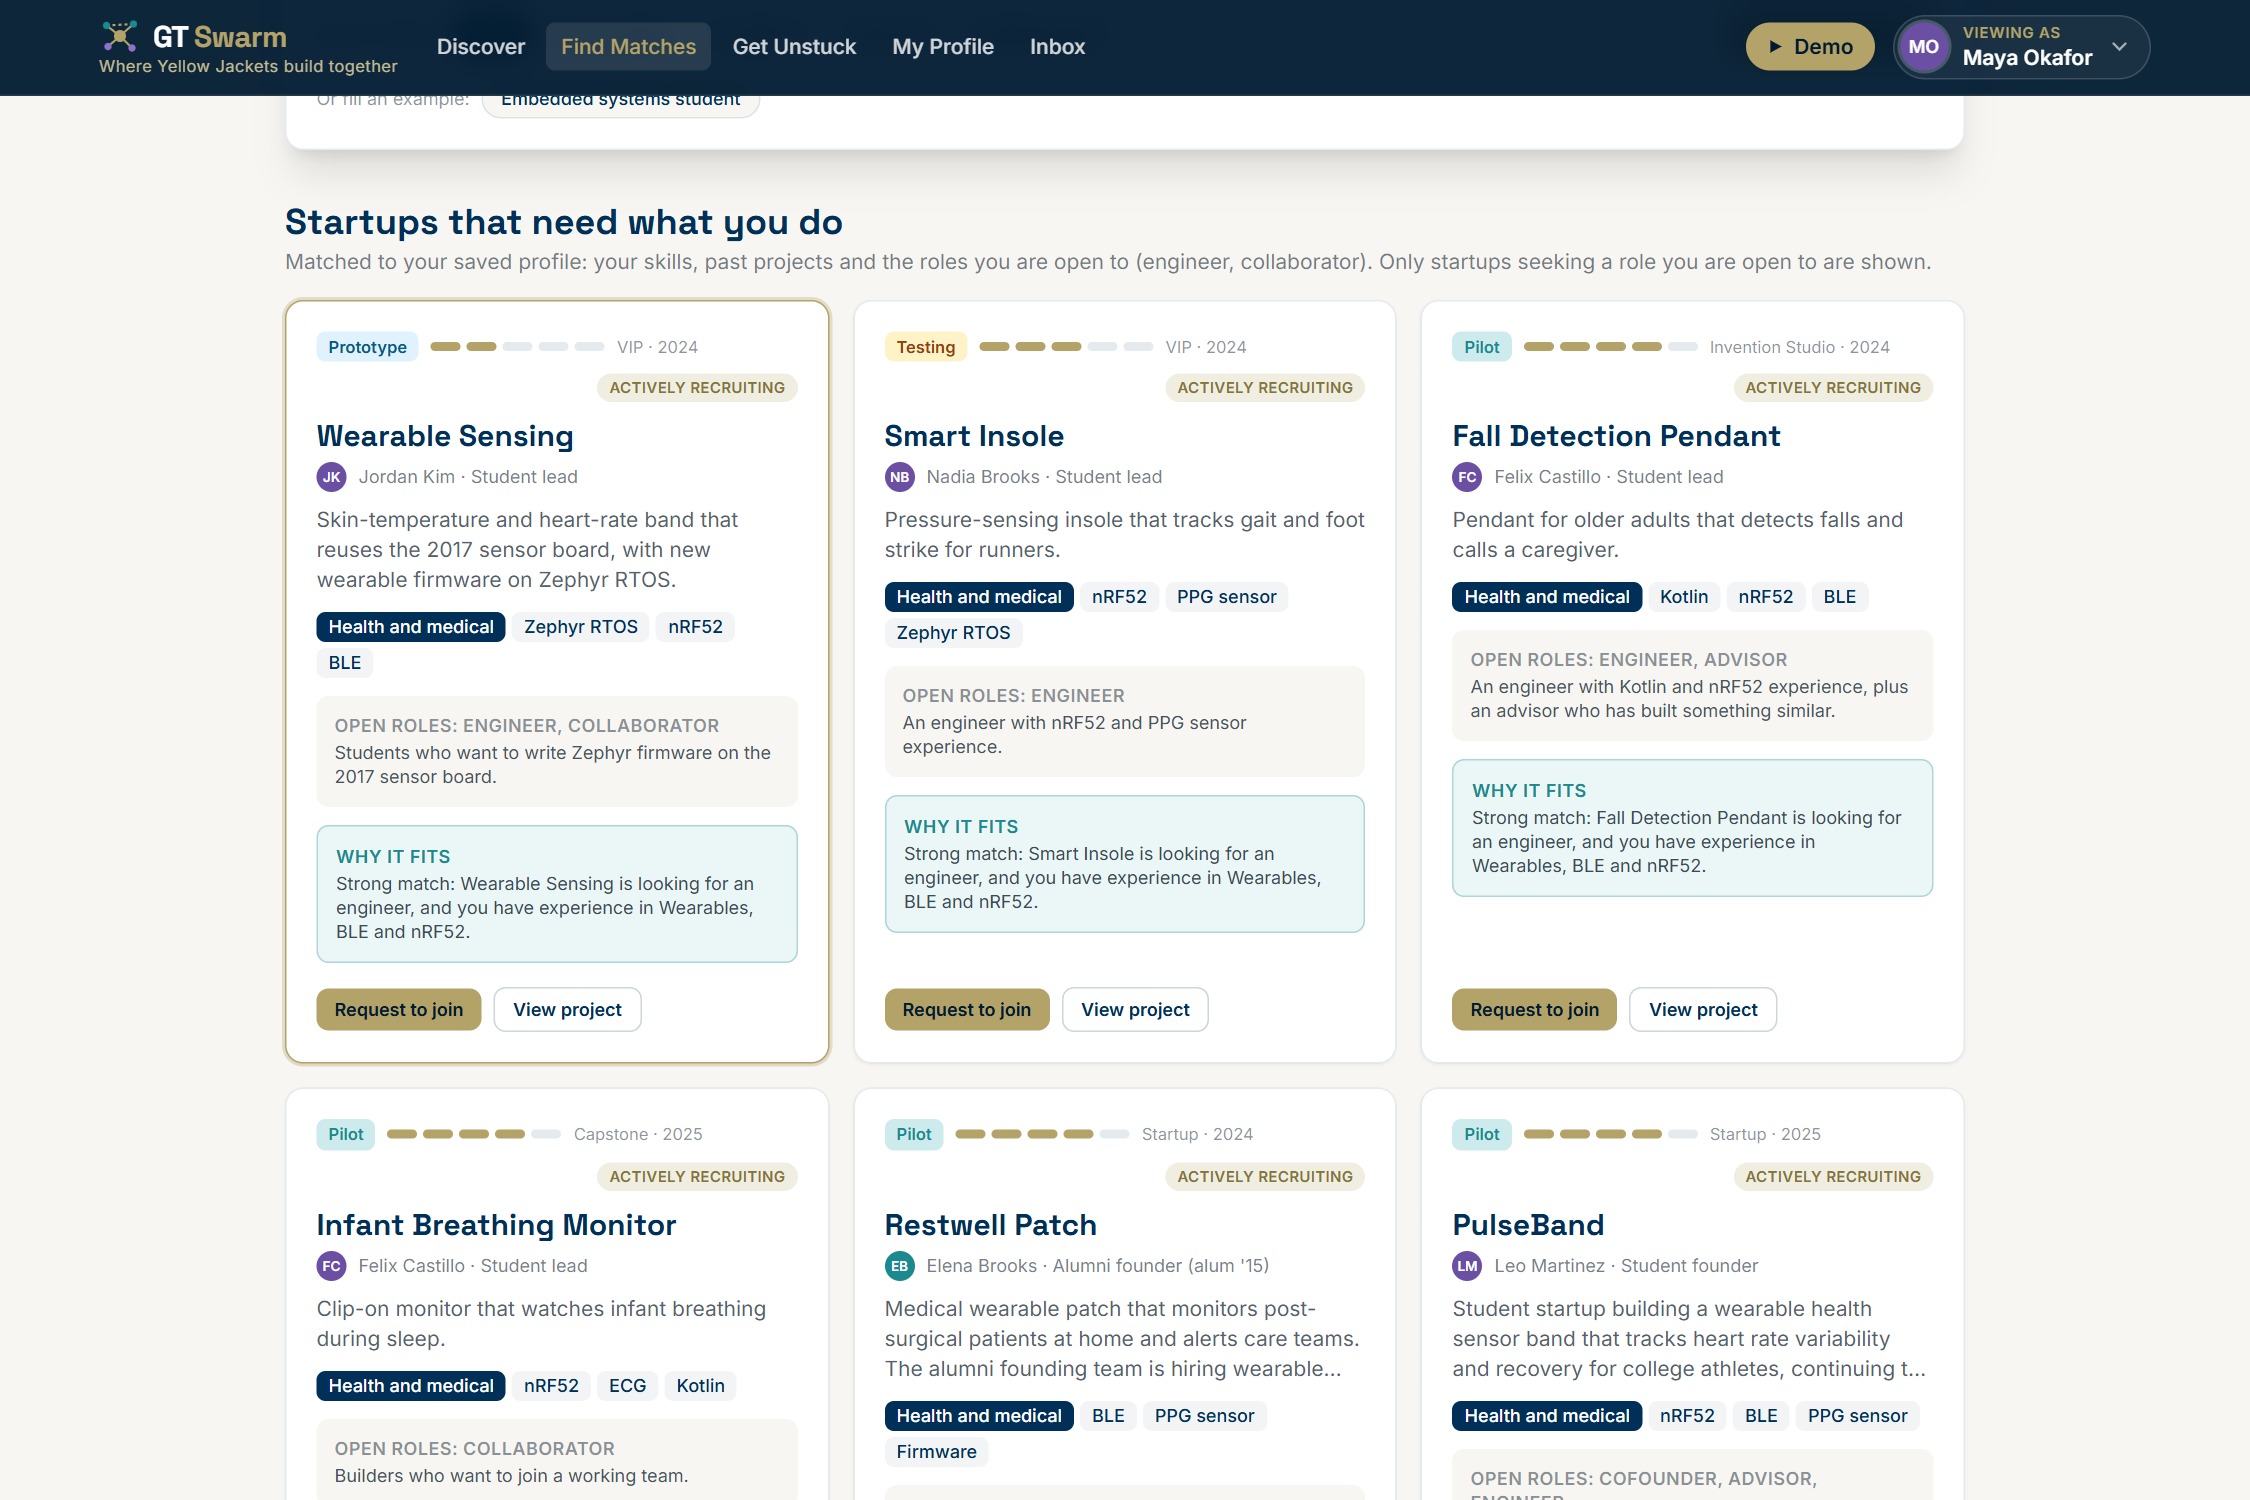 GT Swarm
Where Yellow Jackets build together
Discover
Find Matches
Get Unstuck
My Profile
Inbox
Demo
MO
VIEWING AS
Maya Okafor
Or fill an example:
Embedded systems student
Startups that need what you do
Matched to your saved profile: your skills, past projects and the roles you are open to (engineer, collaborator). Only startups seeking a role you are open to are shown.
Prototype
VIP · 2024
ACTIVELY RECRUITING
Wearable Sensing
JK
Jordan Kim · Student lead
Skin-temperature and heart-rate band that
reuses the 2017 sensor board, with new
wearable firmware on Zephyr RTOS.
Health and medical
Zephyr RTOS
nRF52
BLE
OPEN ROLES: ENGINEER, COLLABORATOR
Students who want to write Zephyr firmware on the
2017 sensor board.
WHY IT FITS
Strong match: Wearable Sensing is looking for an
engineer, and you have experience in Wearables,
BLE and nRF52.
Request to join
View project
Testing
VIP · 2024
ACTIVELY RECRUITING
Smart Insole
NB
Nadia Brooks · Student lead
Pressure-sensing insole that tracks gait and foot
strike for runners.
Health and medical
nRF52
PPG sensor
Zephyr RTOS
OPEN ROLES: ENGINEER
An engineer with nRF52 and PPG sensor
experience.
WHY IT FITS
Strong match: Smart Insole is looking for an
engineer, and you have experience in Wearables,
BLE and nRF52.
Request to join
View project
Pilot
Invention Studio · 2024
ACTIVELY RECRUITING
Fall Detection Pendant
FC
Felix Castillo · Student lead
Pendant for older adults that detects falls and
calls a caregiver.
Health and medical
Kotlin
nRF52
BLE
OPEN ROLES: ENGINEER, ADVISOR
An engineer with Kotlin and nRF52 experience, plus
an advisor who has built something similar.
WHY IT FITS
Strong match: Fall Detection Pendant is looking for
an engineer, and you have experience in
Wearables, BLE and nRF52.
Request to join
View project
Pilot
Capstone · 2025
ACTIVELY RECRUITING
Infant Breathing Monitor
FC
Felix Castillo · Student lead
Clip-on monitor that watches infant breathing
during sleep.
Health and medical
nRF52
ECG
Kotlin
OPEN ROLES: COLLABORATOR
Builders who want to join a working team.
Pilot
Startup · 2024
ACTIVELY RECRUITING
Restwell Patch
EB
Elena Brooks · Alumni founder (alum '15)
Medical wearable patch that monitors post-
surgical patients at home and alerts care teams.
The alumni founding team is hiring wearable...
Health and medical
BLE
PPG sensor
Firmware
Pilot
Startup · 2025
ACTIVELY RECRUITING
PulseBand
LM
Leo Martinez · Student founder
Student startup building a wearable health
sensor band that tracks heart rate variability
and recovery for college athletes, continuing t...
Health and medical
nRF52
BLE
PPG sensor
OPEN ROLES: COFOUNDER, ADVISOR,
ENGINEER